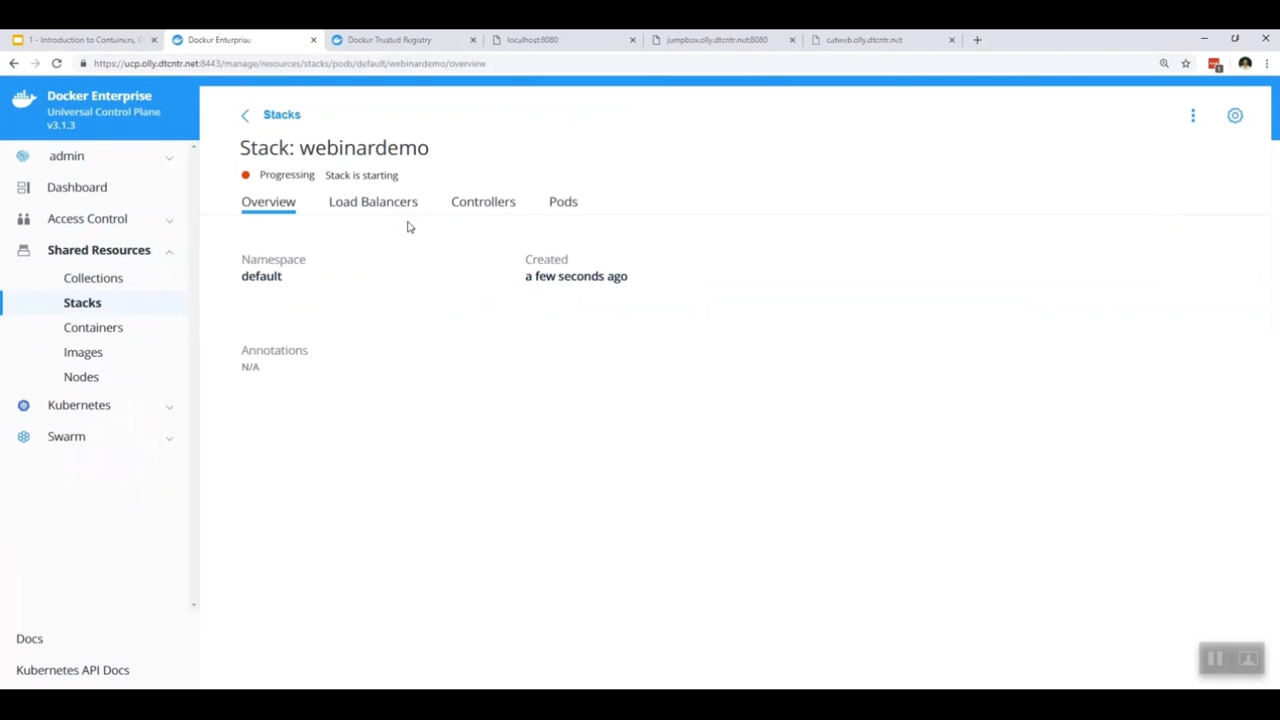 1 - Introduction to Containers, C
Docker Enterprise
Docker Trusted Registry
localhost:8080
jumpbox.olly.dtcntr.net:8080
catweb.olly.dtcntr.net
https://ucp.olly.dtcntr.net:8443/manage/resources/stacks/pods/default/webinardemo/overview
Docker Enterprise
Universal Control Plane
v3.1.3
admin
Dashboard
Access Control
Shared Resources
Collections
Stacks
Containers
Images
Nodes
Kubernetes
Swarm
Docs
Kubernetes API Docs
Stacks
Stack: webinardemo
Progressing Stack is starting
Overview Load Balancers Controllers Pods
Namespace
default
Created
a few seconds ago
Annotations
N/A